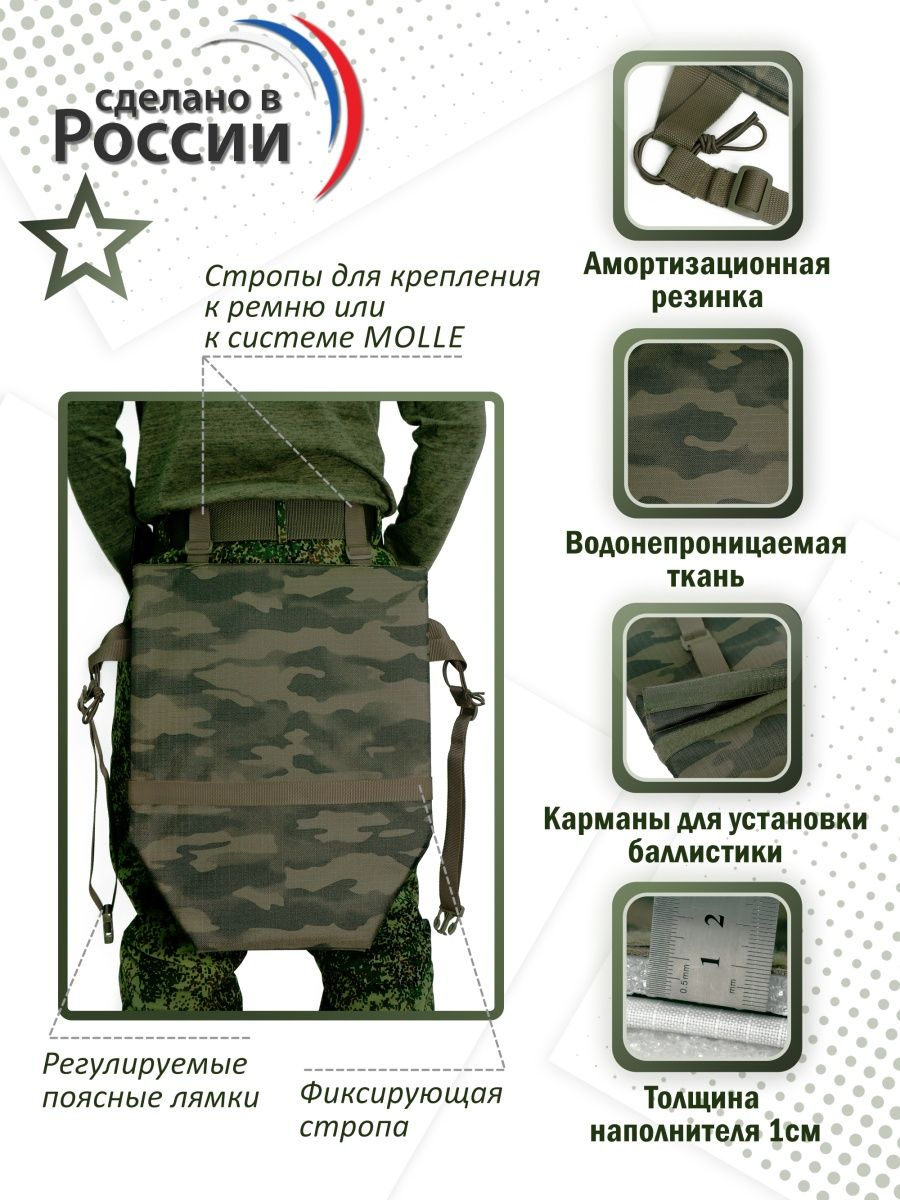 сделано в
России
Стропы для крепления
к ремню или
к системе MOLLE
Амортизационная
резинка
Водонепроницаемая
ткань
Карманы для установки
баллистики
1 2
0.5mm mm
Толщина
наполнителя 1см
Регулируемые
поясные лямки
Фиксирующая
стропа